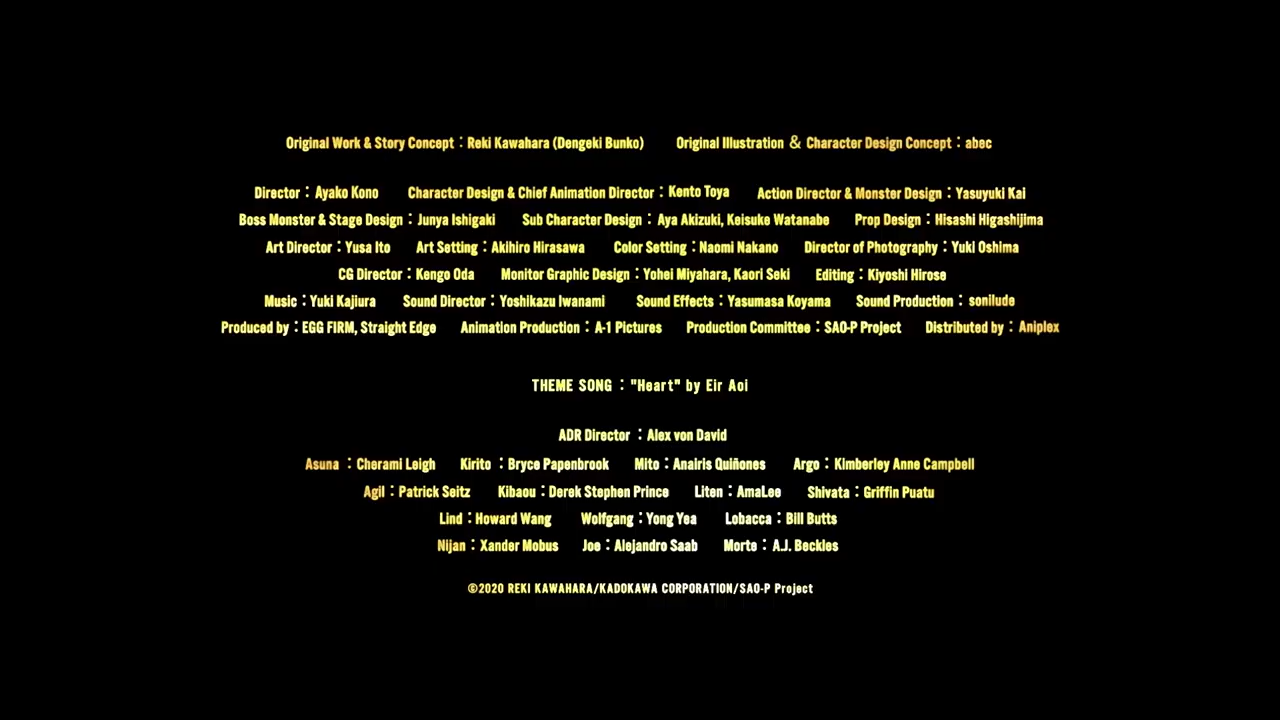 Original Work & Story Concept：Reki Kawahara (Dengeki Bunko) Original Illustration ＆ Character Design Concept：abec
Director：Ayako Kono Character Design & Chief Animation Director：Kento Toya Action Director & Monster Design：Yasuyuki Kai
Boss Monster & Stage Design：Junya Ishigaki Sub Character Design：Aya Akizuki, Keisuke Watanabe Prop Design：Hisashi Higashijima
Art Director：Yusa Ito Art Setting：Akihiro Hirasawa Color Setting：Naomi Nakano Director of Photography：Yuki Oshima
CG Director：Kengo Oda Monitor Graphic Design：Yohei Miyahara, Kaori Seki Editing：Kiyoshi Hirose
Music：Yuki Kajiura Sound Director：Yoshikazu Iwanami Sound Effects：Yasumasa Koyama Sound Production：sonilude
Produced by：EGG FIRM, Straight Edge Animation Production：A-1 Pictures Production Committee：SAO-P Project Distributed by：Aniplex
THEME SONG："Heart" by Eir Aoi
ADR Director：Alex von David
Asuna：Cherami Leigh Kirito：Bryce Papenbrook Mito：Anairis Quiñones Argo：Kimberley Anne Campbell
Agil：Patrick Seitz Kibaou：Derek Stephen Prince Liten：AmaLee Shivata：Griffin Puatu
Lind：Howard Wang Wolfgang：Yong Yea Lobacca：Bill Butts
Nijan：Xander Mobus Joe：Alejandro Saab Morte：A.J. Beckles
©2020 REKI KAWAHARA/KADOKAWA CORPORATION/SAO-P Project